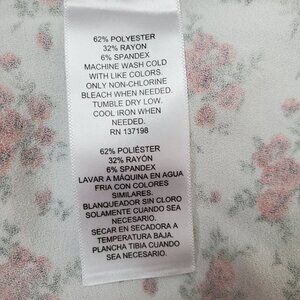 62% POLYESTER
32% RAYON
6% SPANDEX
MACHINE WASH COLD
WITH LIKE COLORS.
ONLY NON-CHLORINE
BLEACH WHEN NEEDED.
TUMBLE DRY LOW.
COOL IRON WHEN
NEEDED.
RN 137198
62% POLIÉSTER
32% RAYÓN
6% SPANDEX
LAVAR A MÁQUINA EN AGUA
FRIA CON COLORES
SIMILARES.
BLANQUEADOR SIN CLORO
SOLAMENTE CUANDO SEA
NECESARIO.
SECAR EN SECADORA A
TEMPERATURA BAJA.
PLANCHA TIBIA CUANDO
SEA NECESARIO.